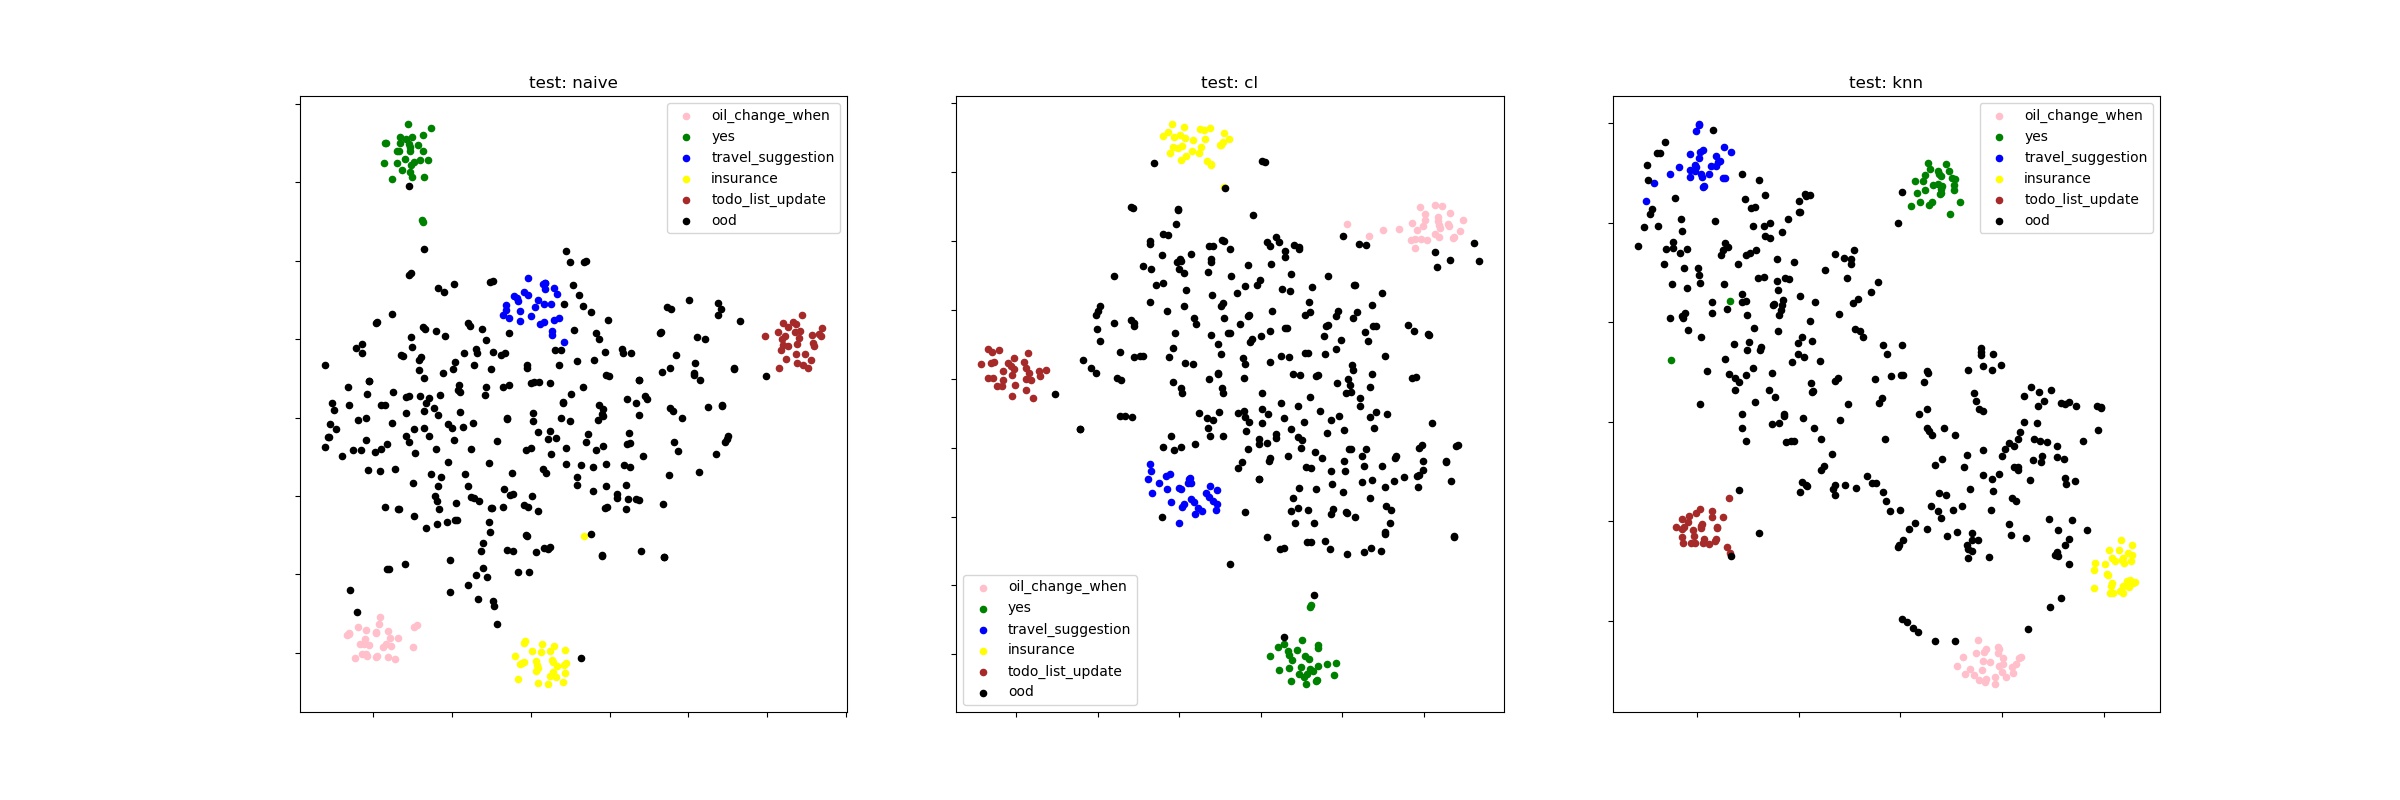 test: naive
oil_change_when
yes
travel_suggestion
insurance
todo_list_update
ood
test: cl
oil_change_when
yes
travel_suggestion
insurance
todo_list_update
ood
test: knn
oil_change_when
yes
travel_suggestion
insurance
todo_list_update
ood